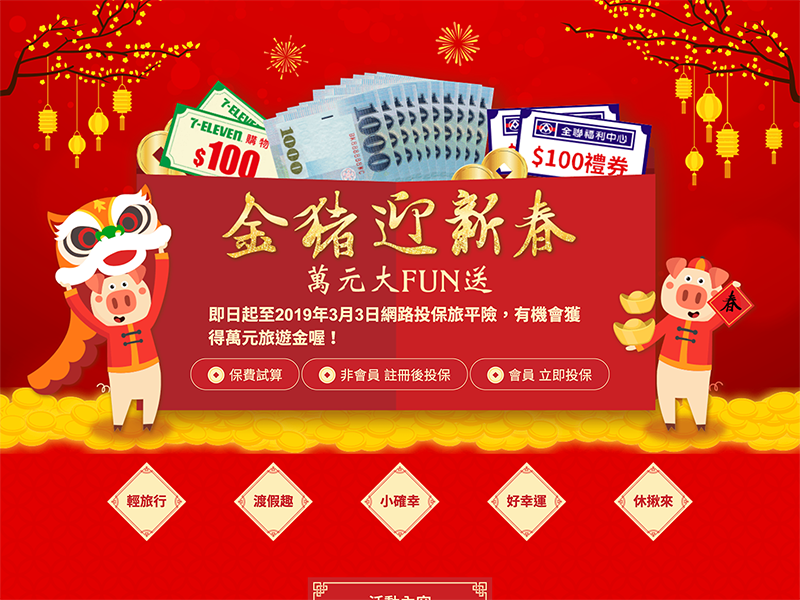 7-ELEVEN
7-ELEVEN 購物
$100
1000
1000
全聯福利中心
$100禮券
金豬迎新春
萬元大FUN送
即日起至2019年3月3日網路投保旅平險，有機會獲
得萬元旅遊金喔！
保費試算
非會員 註冊後投保
會員 立即投保
春
輕旅行
渡假趣
小確幸
好幸運
休揪來
活動內容